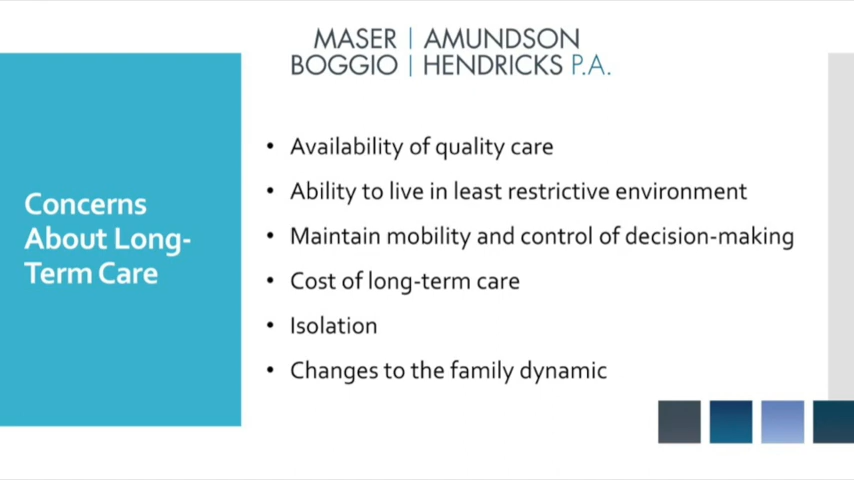 MASER | AMUNDSON
BOGGIO | HENDRICKS P.A.
Concerns
About Long-
Term Care
• Availability of quality care
• Ability to live in least restrictive environment
• Maintain mobility and control of decision-making
• Cost of long-term care
• Isolation
• Changes to the family dynamic